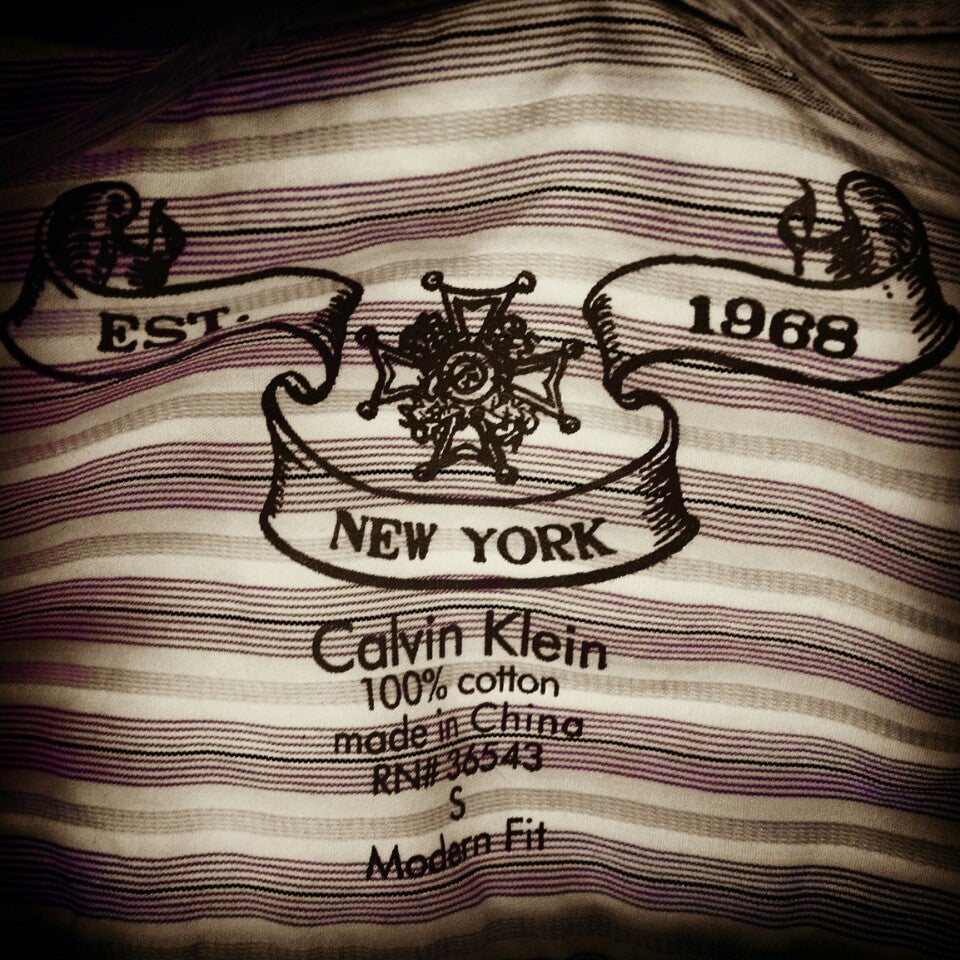 EST. 1968
NEW YORK
Calvin Klein
100% cotton
made in China
RN# 36543
S
Modern Fit